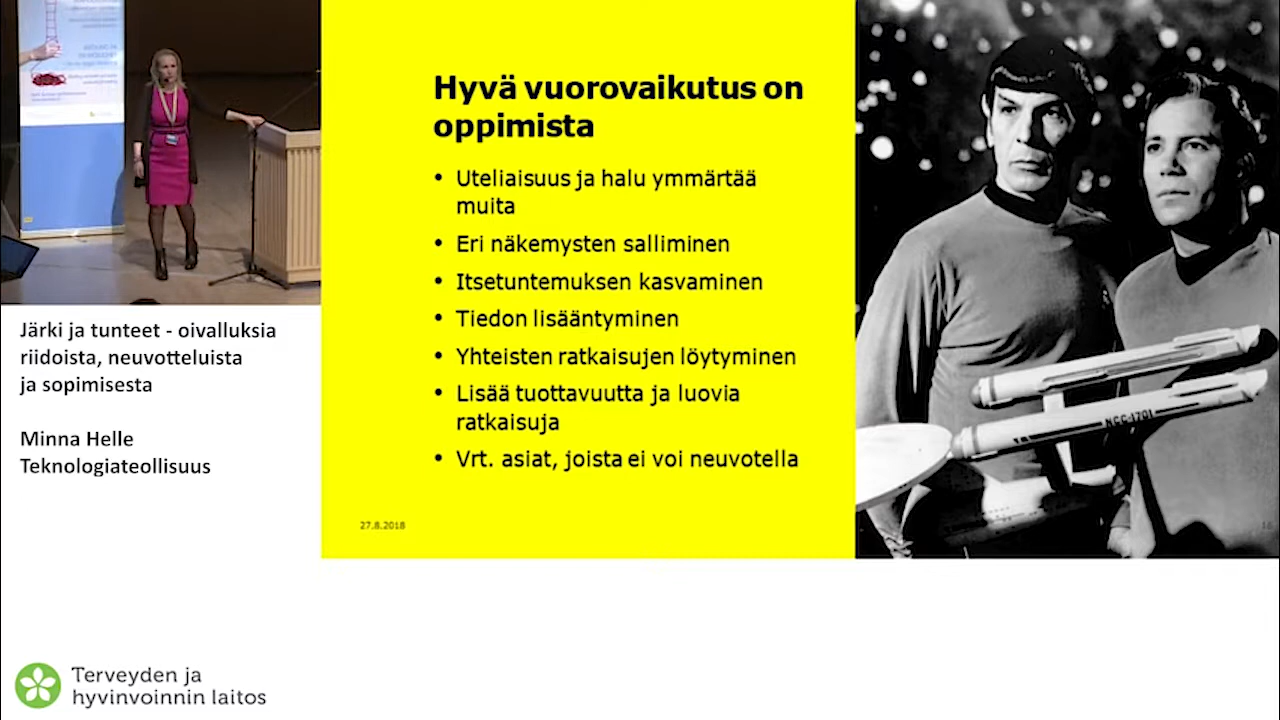 Järki ja tunteet - oivalluksia
riidoista, neuvotteluista
ja sopimisesta
Minna Helle
Teknologiateollisuus
Hyvä vuorovaikutus on
oppimista
• Uteliaisuus ja halu ymmärtää
muita
• Eri näkemysten salliminen
• Itsetuntemuksen kasvaminen
• Tiedon lisääntyminen
• Yhteisten ratkaisujen löytyminen
• Lisää tuottavuutta ja luovia
ratkaisuja
• Vrt. asiat, joista ei voi neuvotella
27.8.2018
NCC-1701
Terveyden ja
hyvinvoinnin laitos